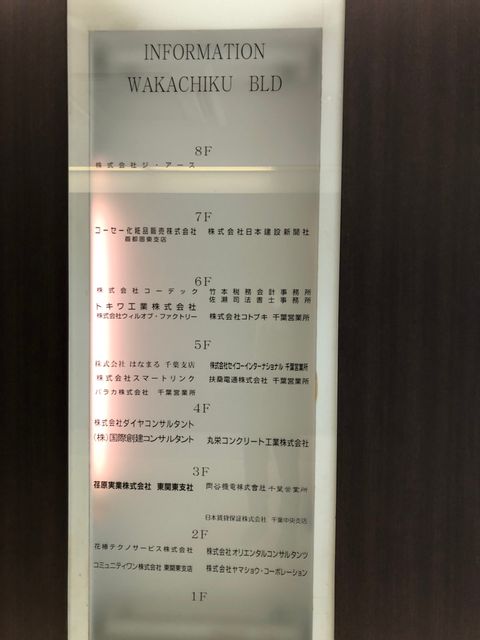 INFORMATION
WAKACHIKU BLD
8F
株式会社ジ・アース
7F
コーセー化粧品販売株式会社 株式会社日本建設新聞社
首都圏東支店
6F
株式会社コーデック 竹本税務会計事務所
佐瀬司法書士事務所
トキワ工業株式会社
株式会社ウィルオブ・ファクトリー 株式会社コトブキ 千葉営業所
5F
株式会社 はなまる 千葉支店 株式会社セイコーインターナショナル 千葉営業所
株式会社スマートリンク 扶桑電通株式会社 千葉営業所
バラカ株式会社 千葉営業所
4F
株式会社ダイヤコンサルタント
(株)国際創建コンサルタント 丸栄コンクリート工業株式会社
3F
荏原実業株式会社 東関東支社 岡谷機電株式會社 千葉営業所
日本賃貸保証株式会社 千葉中央支店
2F
花椿テクノサービス株式会社 株式会社オリエンタルコンサルタンツ
コミュニティワン株式会社 東関東支店 株式会社ヤマショウ・コーポレーション
1F